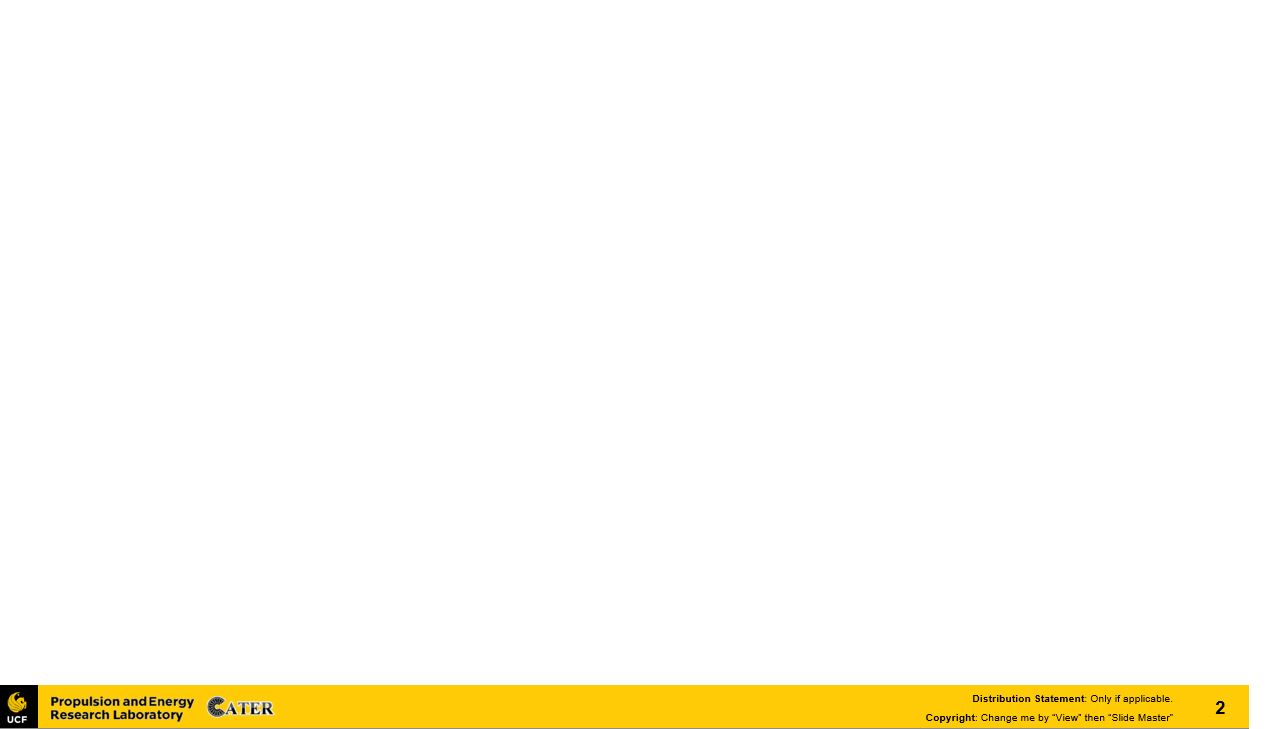 UCF
Propulsion and Energy
Research Laboratory
CATER
Distribution Statement: Only if applicable.
Copyright: Change me by “View” then “Slide Master”
2